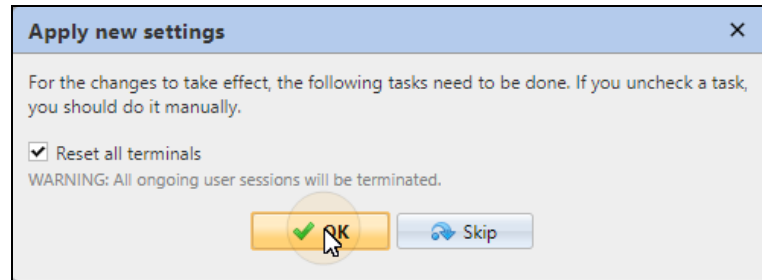 Apply new settings
For the changes to take effect, the following tasks need to be done. If you uncheck a task,
you should do it manually.
Reset all terminals
WARNING: All ongoing user sessions will be terminated.
OK
Skip